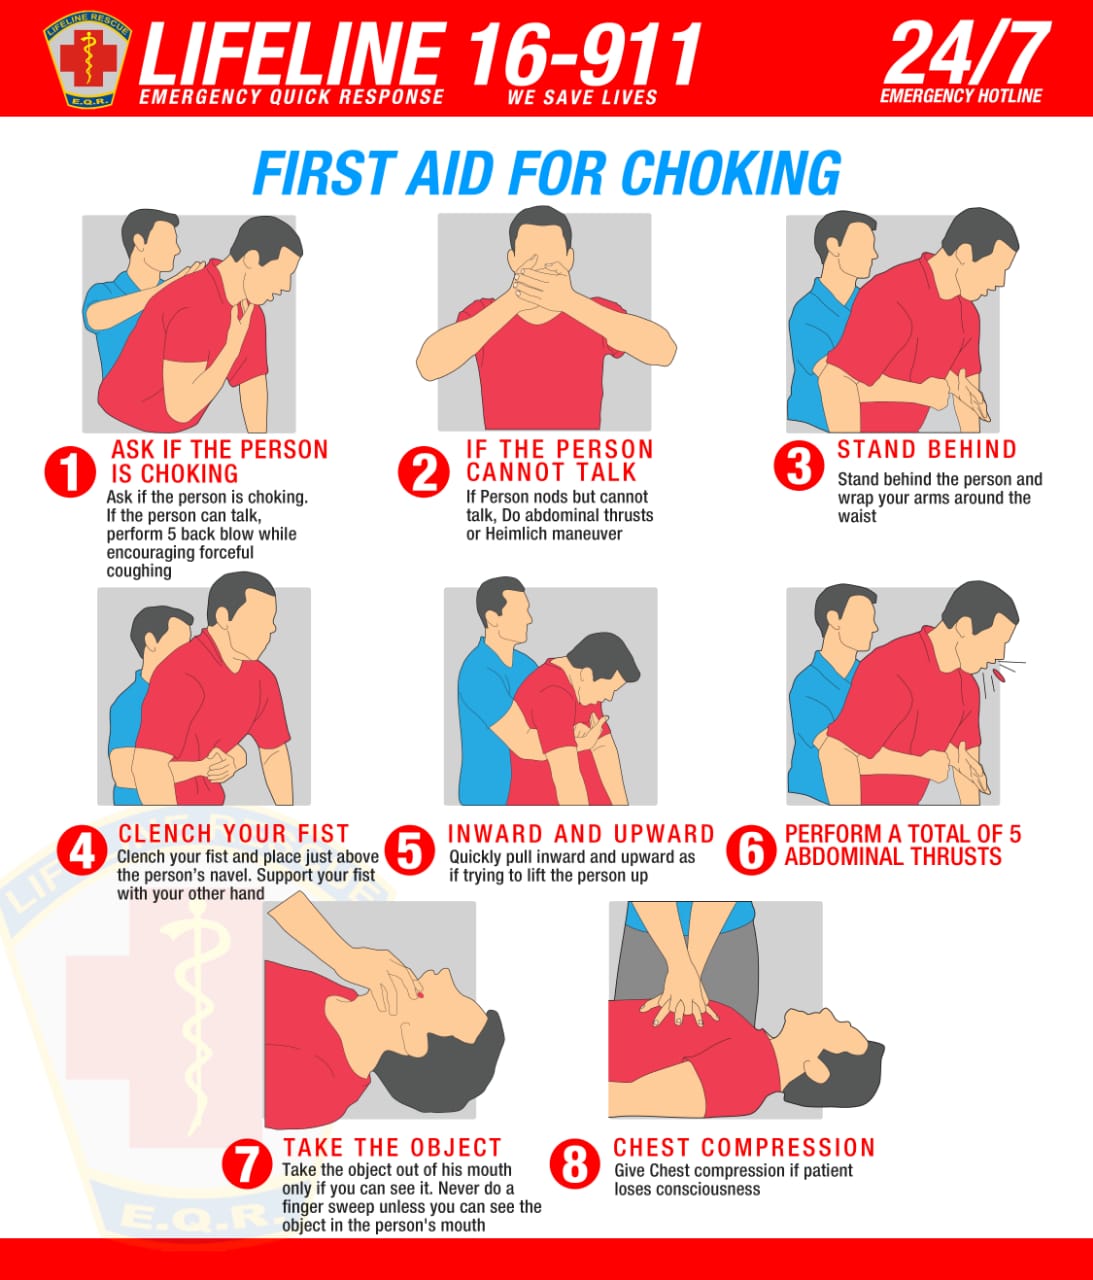 LIFELINE RESCUE
E.Q.R.
LIFELINE 16-911
EMERGENCY QUICK RESPONSE
WE SAVE LIVES
24/7
EMERGENCY HOTLINE
FIRST AID FOR CHOKING
1
ASK IF THE PERSON
IS CHOKING
Ask if the person is choking.
If the person can talk,
perform 5 back blow while
encouraging forceful
coughing
2
IF THE PERSON
CANNOT TALK
If Person nods but cannot
talk, Do abdominal thrusts
or Heimlich maneuver
3
STAND BEHIND
Stand behind the person and
wrap your arms around the
waist
4
CLENCH YOUR FIST
Clench your fist and place just above
the person's navel. Support your fist
with your other hand
5
INWARD AND UPWARD
Quickly pull inward and upward as
if trying to lift the person up
6
PERFORM A TOTAL OF 5
ABDOMINAL THRUSTS
7
TAKE THE OBJECT
Take the object out of his mouth
only if you can see it. Never do a
finger sweep unless you can see the
object in the person's mouth
8
CHEST COMPRESSION
Give Chest compression if patient
loses consciousness
E.Q.R.